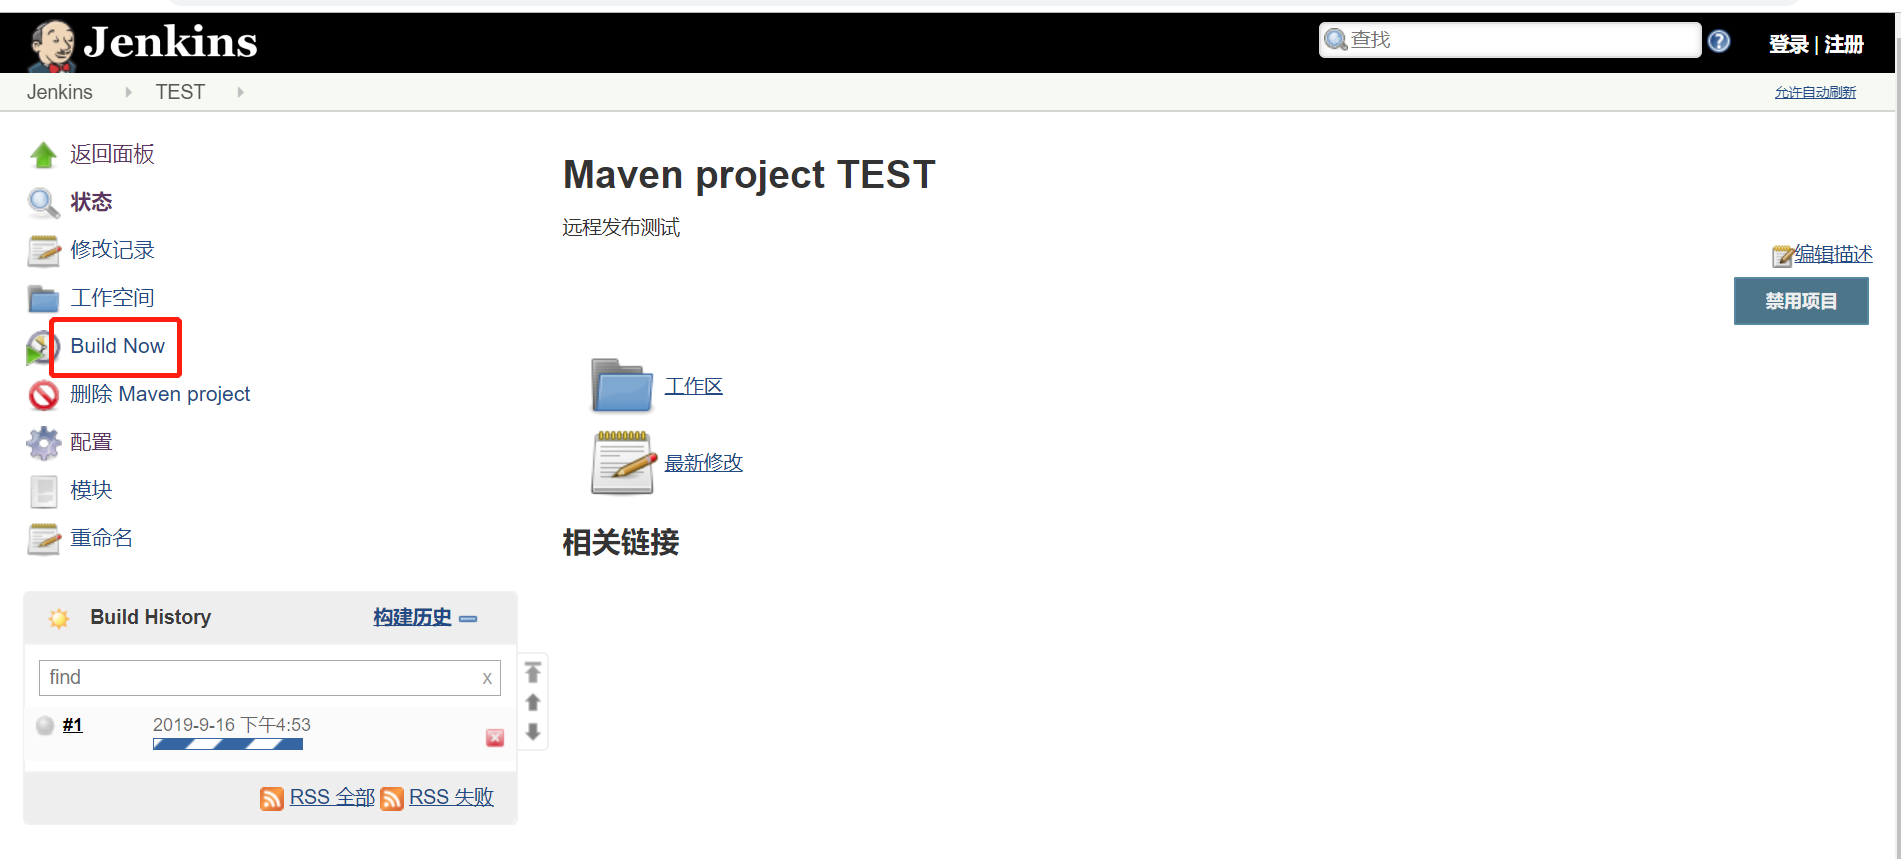 Jenkins
查找
登录 | 注册
Jenkins
TEST
允许自动刷新
返回面板
状态
修改记录
工作空间
Build Now
删除 Maven project
配置
模块
重命名
Maven project TEST
远程发布测试
编辑描述
禁用项目
工作区
最新修改
相关链接
Build History
构建历史
find
x
#1
2019-9-16 下午4:53
RSS 全部
RSS 失败